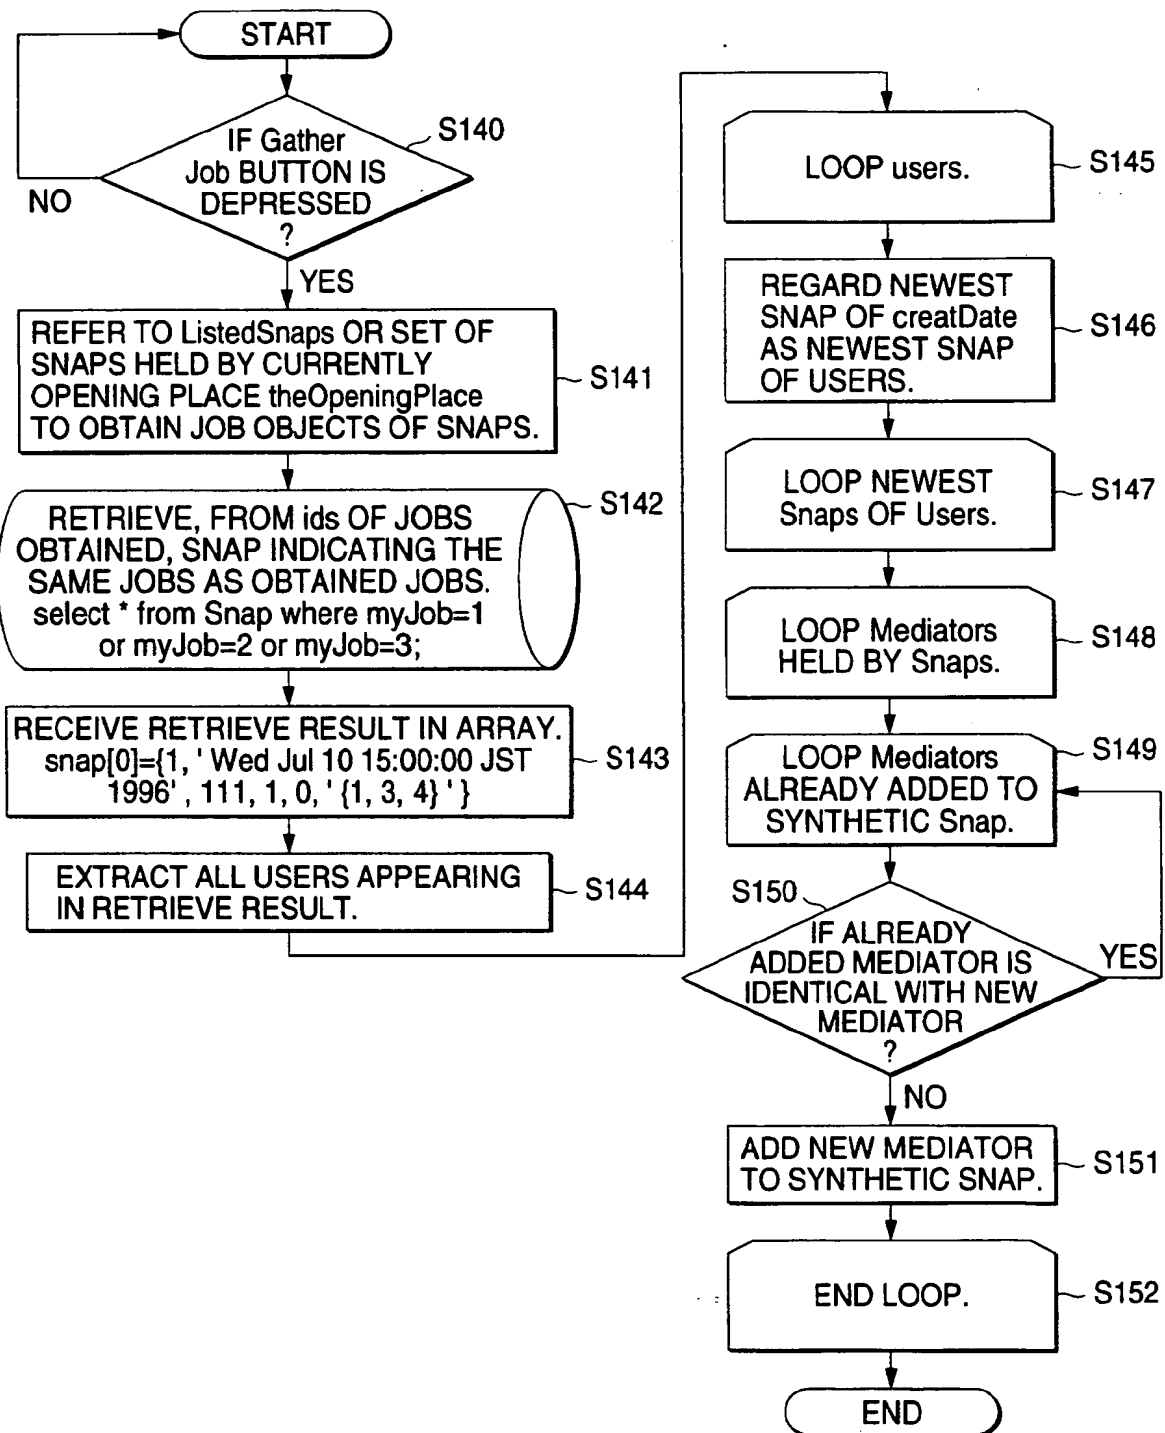 START
IF Gather
Job BUTTON IS
DEPRESSED
?
S140
NO
YES
REFER TO ListedSnaps OR SET OF
SNAPS HELD BY CURRENTLY
OPENING PLACE theOpeningPlace
TO OBTAIN JOB OBJECTS OF SNAPS.
S141
RETRIEVE, FROM ids OF JOBS
OBTAINED, SNAP INDICATING THE
SAME JOBS AS OBTAINED JOBS.
select * from Snap where myJob=1
or myJob=2 or myJob=3;
S142
RECEIVE RETRIEVE RESULT IN ARRAY.
snap[0]={1, ' Wed Jul 10 15:00:00 JST
1996' , 111, 1, 0, ' {1, 3, 4} ' }
S143
EXTRACT ALL USERS APPEARING
IN RETRIEVE RESULT.
S144
LOOP users.
S145
REGARD NEWEST
SNAP OF creatDate
AS NEWEST SNAP
OF USERS.
S146
LOOP NEWEST
Snaps OF Users.
S147
LOOP Mediators
HELD BY Snaps.
S148
LOOP Mediators
ALREADY ADDED TO
SYNTHETIC Snap.
S149
S150
IF ALREADY
ADDED MEDIATOR IS
IDENTICAL WITH NEW
MEDIATOR
?
YES
NO
ADD NEW MEDIATOR
TO SYNTHETIC SNAP.
S151
END LOOP.
S152
END